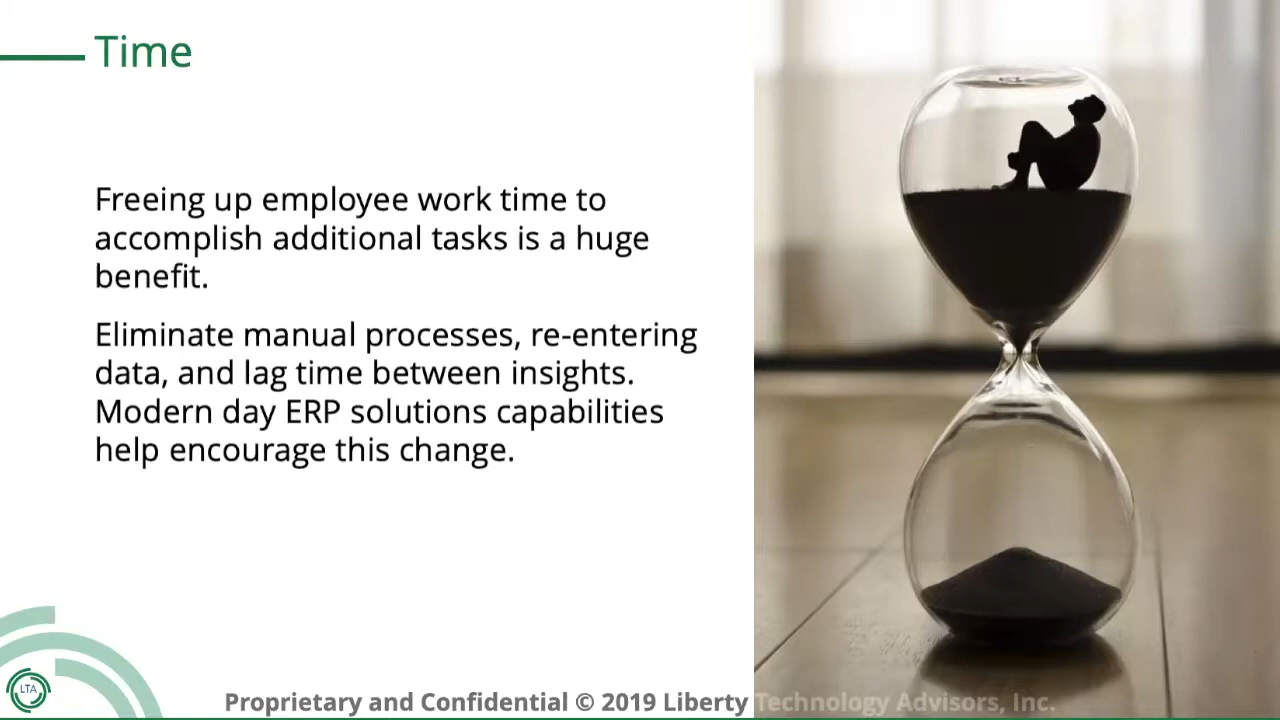 Time
Freeing up employee work time to
accomplish additional tasks is a huge
benefit.
Eliminate manual processes, re-entering
data, and lag time between insights.
Modern day ERP solutions capabilities
help encourage this change.
LTA
Proprietary and Confidential © 2019 Liberty Technology Advisors, Inc.